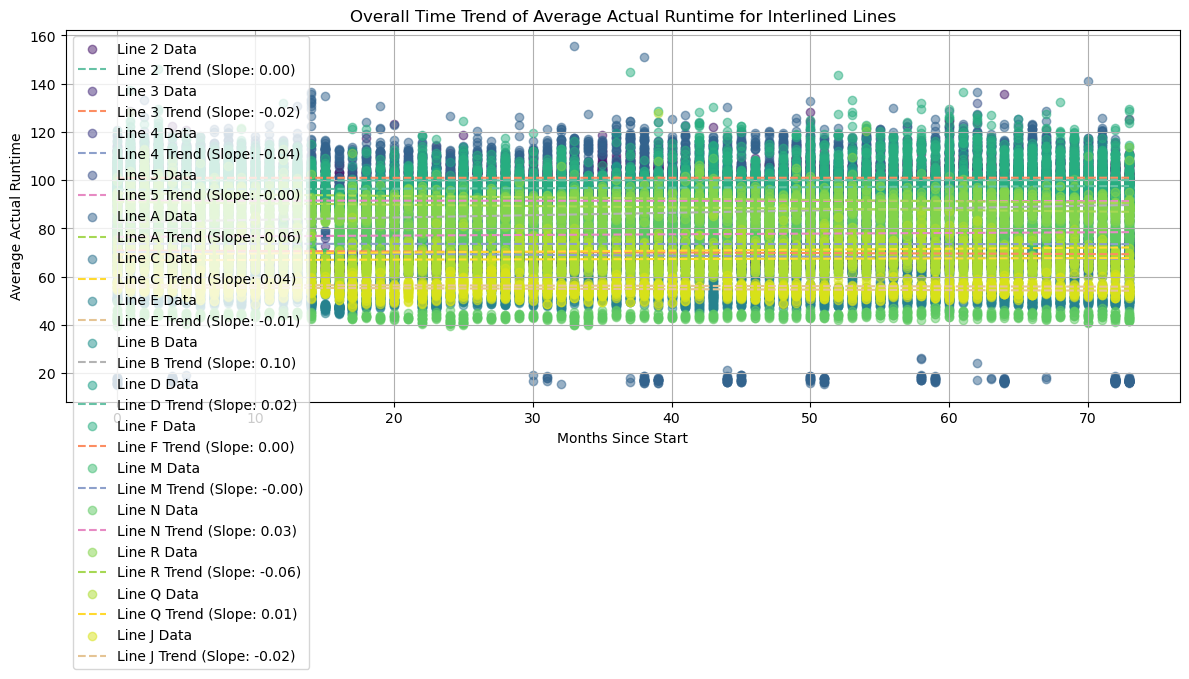 Overall Time Trend of Average Actual Runtime for Interlined Lines
Average Actual Runtime
160
140
120
100
80
60
40
20
Line 2 Data
Line 2 Trend (Slope: 0.00)
Line 3 Data
Line 3 Trend (Slope: -0.02)
Line 4 Data
Line 4 Trend (Slope: -0.04)
Line 5 Data
Line 5 Trend (Slope: -0.00)
Line A Data
Line A Trend (Slope: -0.06)
Line C Data
Line C Trend (Slope: 0.04)
Line E Data
Line E Trend (Slope: -0.01)
Line B Data
Line B Trend (Slope: 0.10)
Line D Data
Line D Trend (Slope: 0.02)
Line F Data
Line F Trend (Slope: 0.00)
Line M Data
Line M Trend (Slope: -0.00)
Line N Data
Line N Trend (Slope: 0.03)
Line R Data
Line R Trend (Slope: -0.06)
Line Q Data
Line Q Trend (Slope: 0.01)
Line J Data
Line J Trend (Slope: -0.02)
0 10 20 30 40 50 60 70
Months Since Start